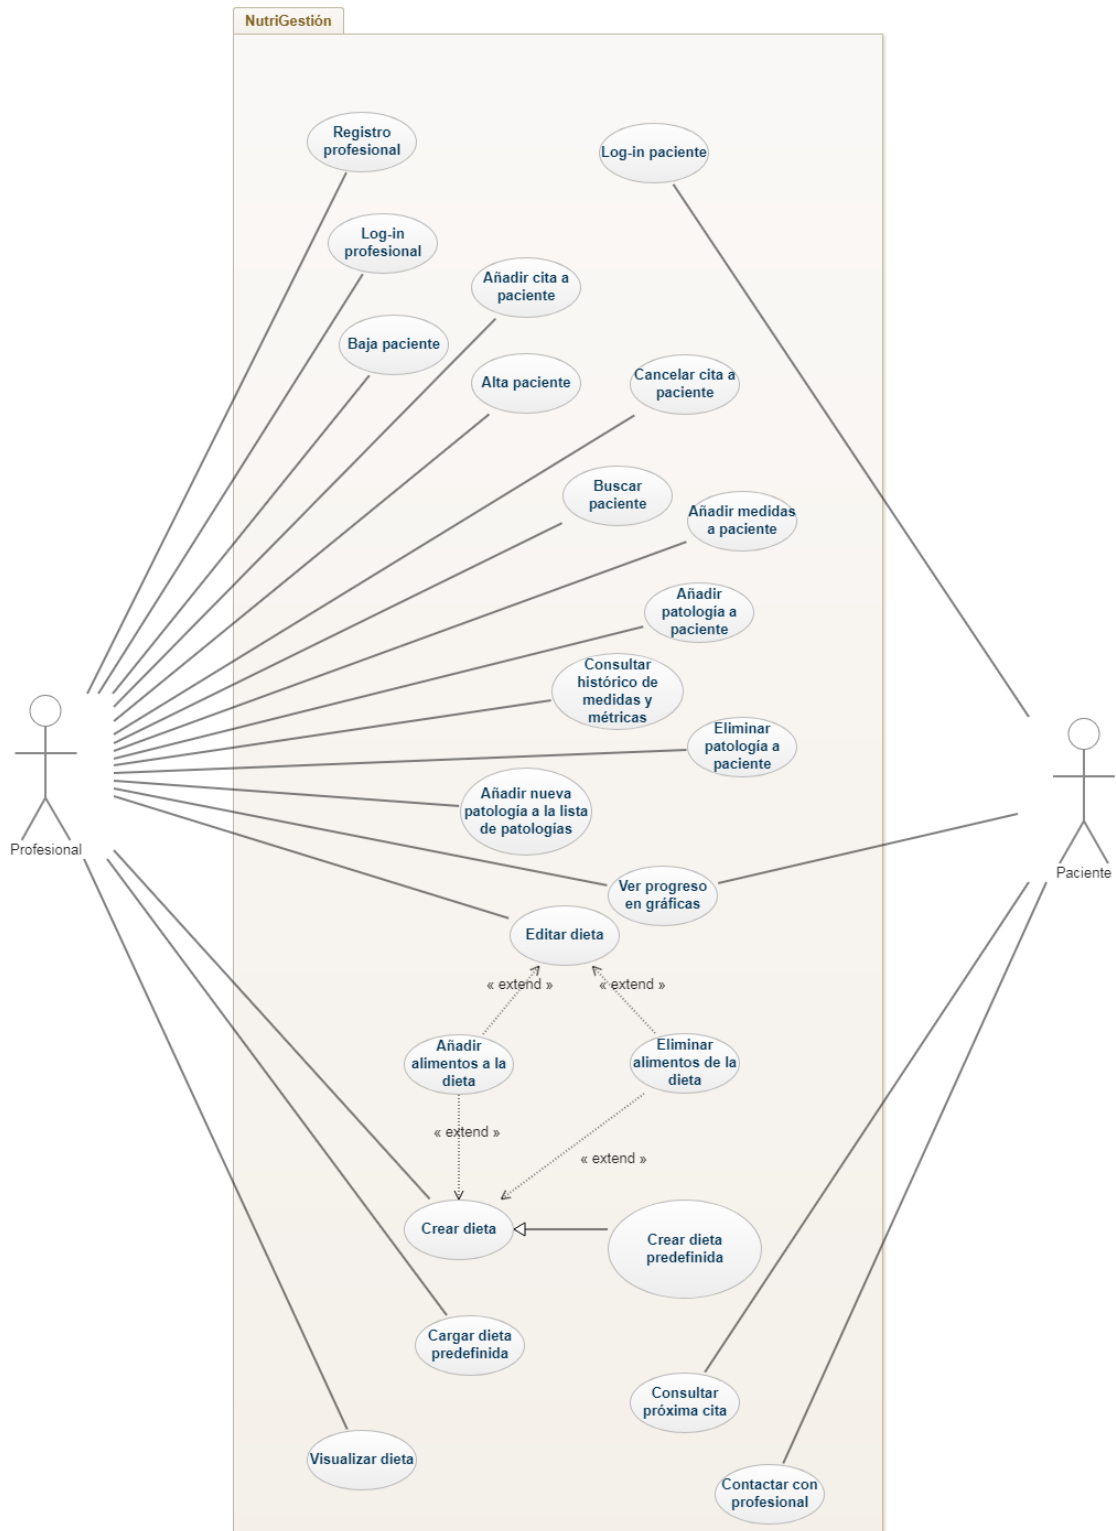 NutriGestión
Registro
profesional
Log-in paciente
Log-in
profesional
Añadir cita a
paciente
Baja paciente
Alta paciente
Cancelar cita a
paciente
Buscar
paciente
Añadir medidas
a paciente
Añadir
patología a
paciente
Consultar
histórico de
medidas y
métricas
Eliminar
patología a
paciente
Añadir nueva
patología a la lista
de patologías
Profesional
Paciente
Ver progreso
en gráficas
Editar dieta
« extend »
« extend »
Añadir
alimentos a la
dieta
Eliminar
alimentos de la
dieta
« extend »
« extend »
Crear dieta
Crear dieta
predefinida
Cargar dieta
predefinida
Consultar
próxima cita
Visualizar dieta
Contactar con
profesional